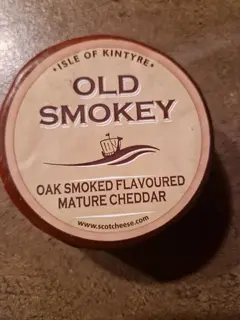 •ISLE OF KINTYRE•
OLD
SMOKEY
OAK SMOKED FLAVOURED
MATURE CHEDDAR
www.scotcheese.com